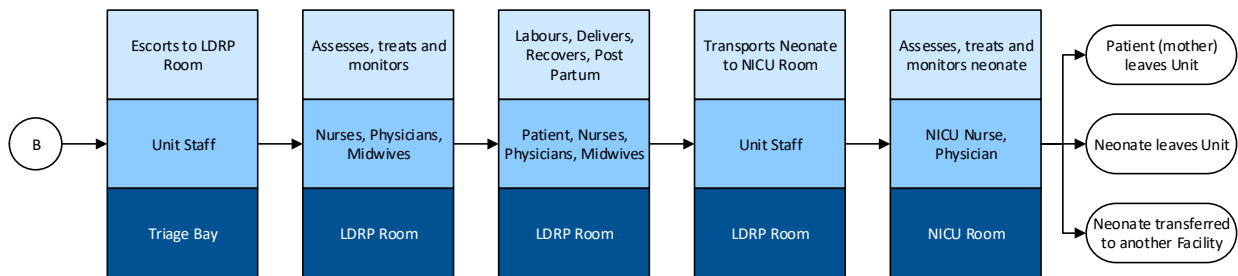 B
Escorts to LDRP
Room
Unit Staff
Triage Bay
Assesses, treats and
monitors
Nurses, Physicians,
Midwives
LDRP Room
Labours, Delivers,
Recovers, Post
Partum
Patient, Nurses,
Physicians, Midwives
LDRP Room
Transports Neonate
to NICU Room
Unit Staff
LDRP Room
Assesses, treats and
monitors neonate
NICU Nurse,
Physician
NICU Room
Patient (mother)
leaves Unit
Neonate leaves Unit
Neonate transferred
to another Facility